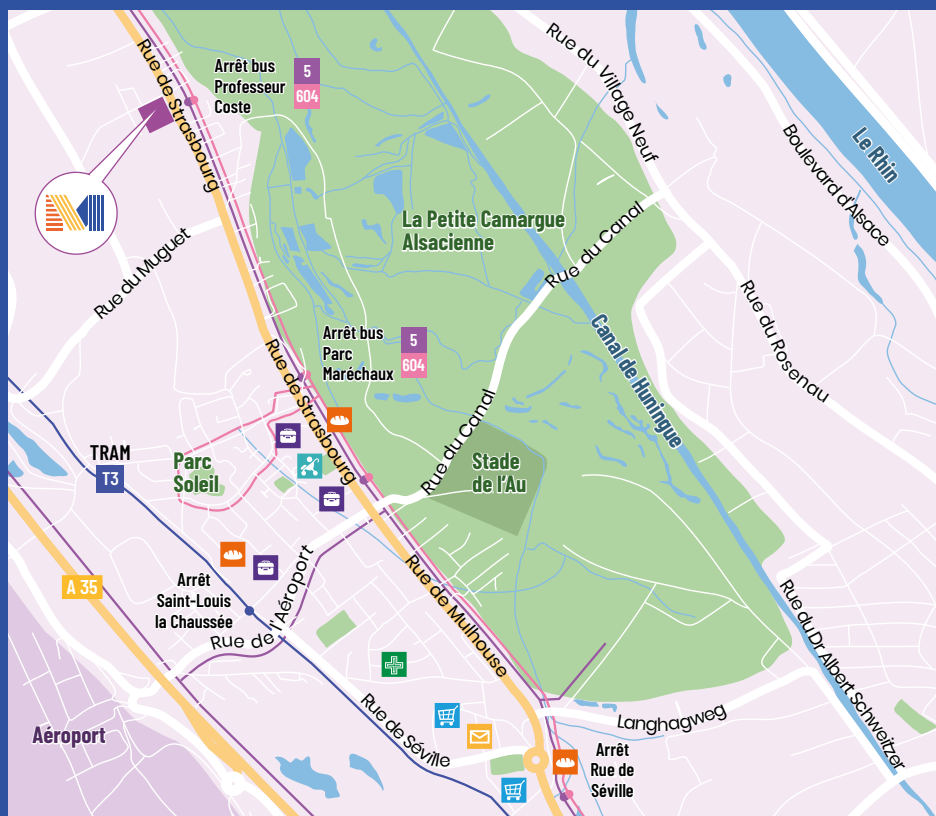 Rue de Strasbourg
Arrêt bus
Professeur
Coste
5
604
Rue du Village Neuf
Le Rhin
Boulevard d'Alsace
La Petite Camargue
Alsacienne
Rue du Canal
Rue du Muguet
Rue du Rosenau
Arrêt bus
Parc
Maréchaux
5
604
Canal de Huningue
Rue de Strasbourg
Rue du Canal
TRAM
T3
Parc
Soleil
Stade
de l'Au
A 35
Arrêt
Saint-Louis
la Chaussée
Rue de l'Aéroport
Rue de Mulhouse
Rue du Dr Albert Schweitzer
Aéroport
Rue de Séville
Langhagweg
Arrêt
Rue de
Séville